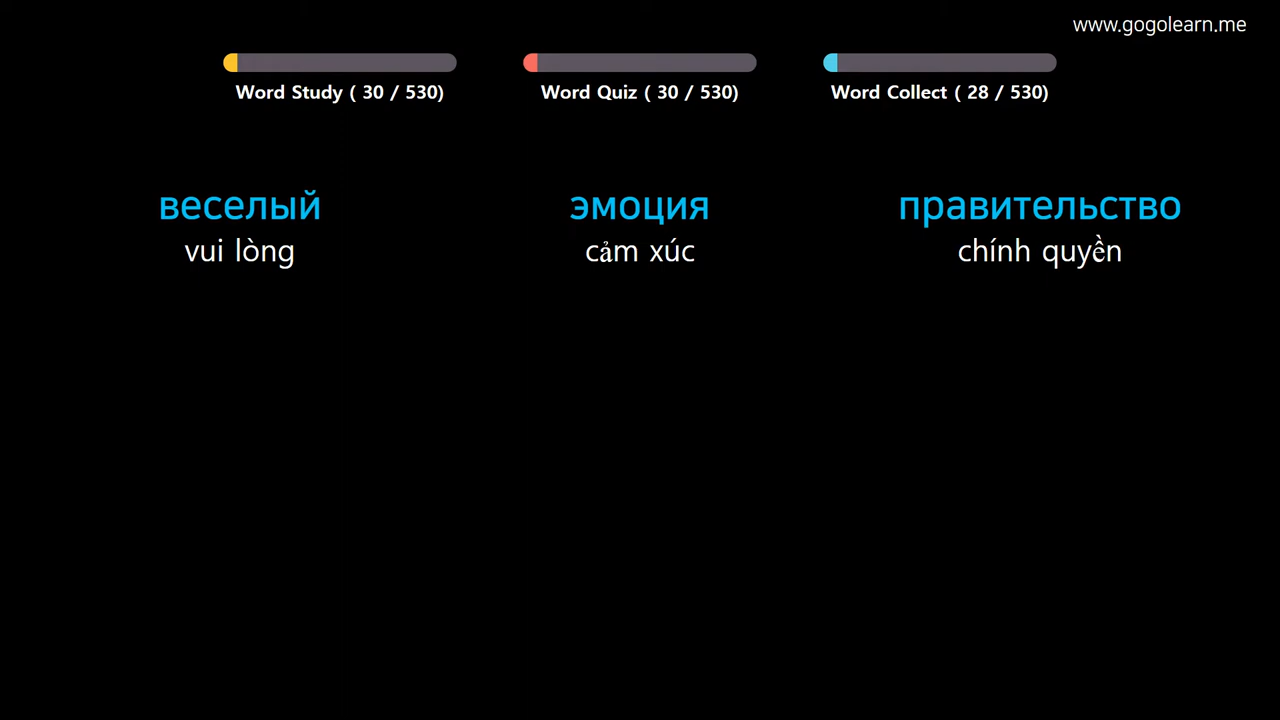 www.gogolearn.me
Word Study ( 30 / 530)
Word Quiz ( 30 / 530)
Word Collect ( 28 / 530)
веселый
vui lòng
эмоция
cảm xúc
правительство
chính quyền